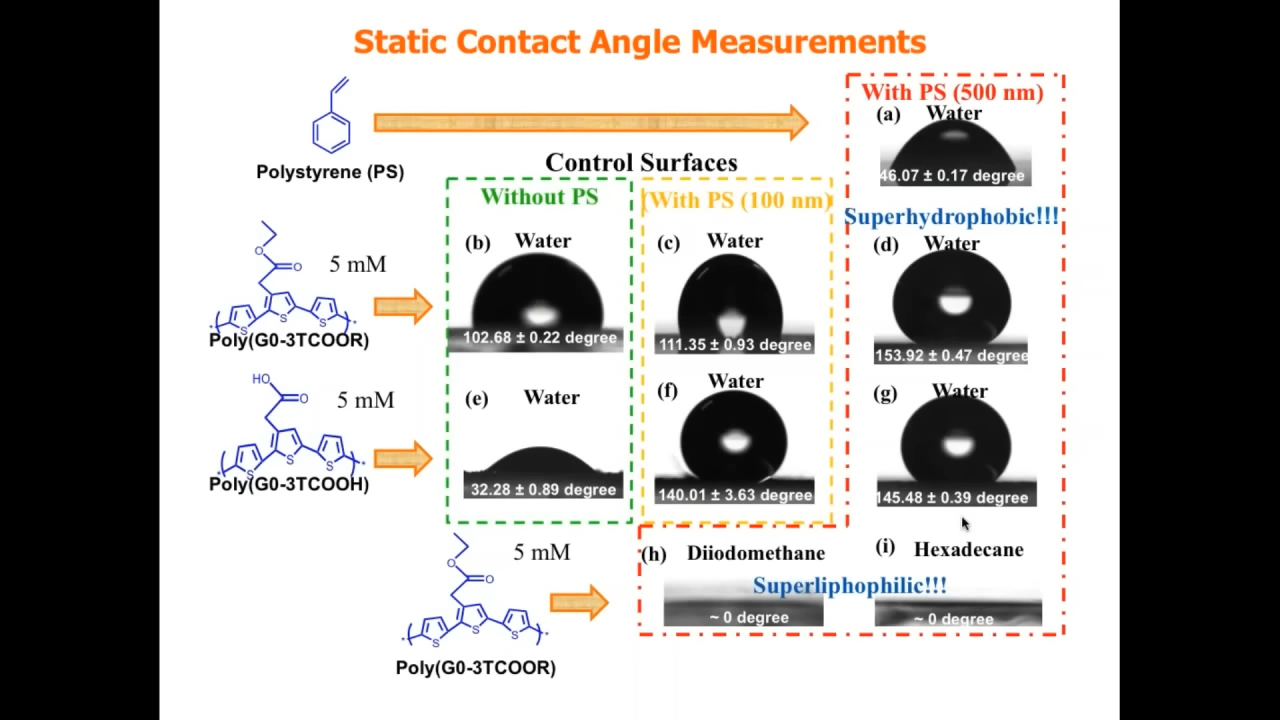 Static Contact Angle Measurements
With PS (500 nm)
(a) Water
46.07 ± 0.17 degree
Polystyrene (PS)
Control Surfaces
Without PS
(With PS (100 nm)
Superhydrophobic!!!
(b) Water
(c) Water
(d) Water
O
O
5 mM
S
S
S
Poly(G0-3TCOOR)
102.68 ± 0.22 degree
111.35 ± 0.93 degree
153.92 ± 0.47 degree
HO
O
5 mM
S
S
S
Poly(G0-3TCOOH)
(e) Water
(f) Water
(g) Water
32.28 ± 0.89 degree
140.01 ± 3.63 degree
145.48 ± 0.39 degree
O
O
5 mM
S
S
S
Poly(G0-3TCOOR)
(h) Diiodomethane
(i) Hexadecane
Superliphophilic!!!
~ 0 degree
~ 0 degree